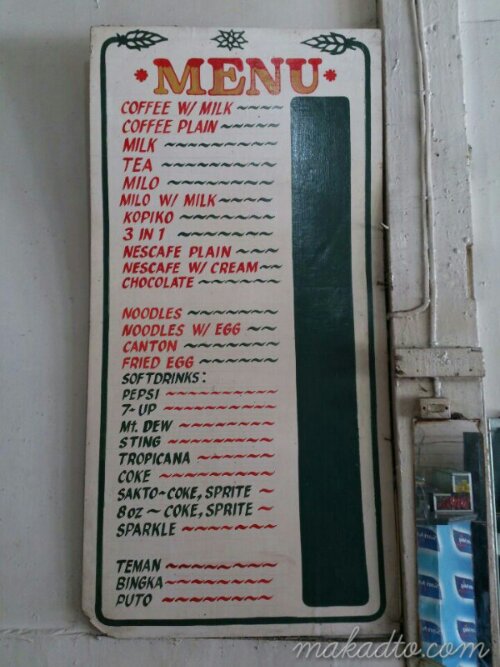 MENU
COFFEE W/ MILK ~~~~
COFFEE PLAIN ~~~~~
MILK ~~~~~~~~~
TEA ~~~~~~~~~
MILO ~~~~~~~~~
MILO W/ MILK ~~~~~
KOPIKO ~~~~~~~~
3 IN 1 ~~~~~~~~
NESCAFE PLAIN ~~~~
NESCAFE W/ CREAM ~~
CHOCOLATE ~~~~~~
NOODLES ~~~~~~~
NOODLES W/ EGG ~~
CANTON ~~~~~~~~
FRIED EGG ~~~~~~
SOFTDRINKS:
PEPSI ~~~~~~~~~
7-UP ~~~~~~~~~
Mt. DEW ~~~~~~~~
STING ~~~~~~~~
TROPICANA ~~~~~~
COKE ~~~~~~~~~
SAKTO~COKE, SPRITE ~
8 oz ~ COKE, SPRITE ~
SPARKLE ~~~~~~~
TEMAN ~~~~~~~~
BINGKA ~~~~~~~~
PUTO ~~~~~~~~~
makadto.com